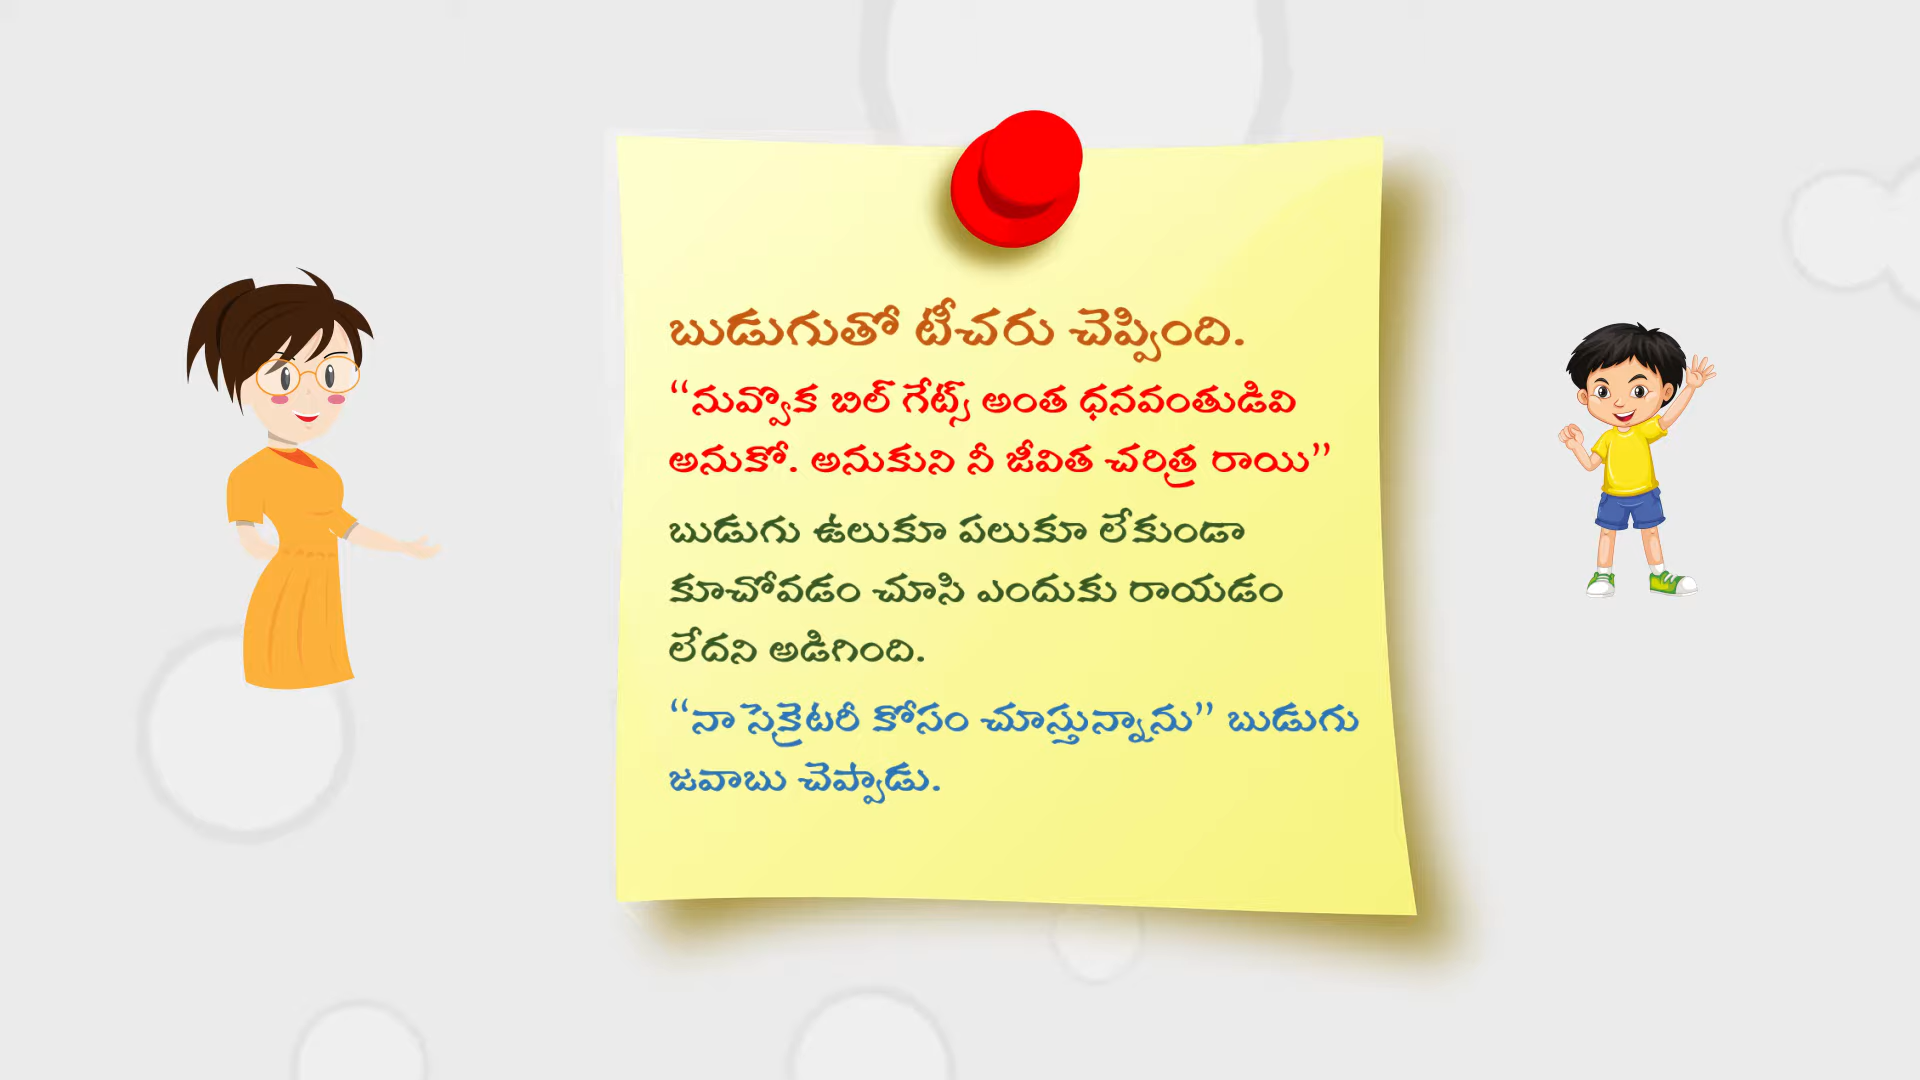 బుడుగుతో టీచరు చెప్పింది.
“నువ్వొక బిల్ గేట్స్ అంత ధనవంతుడివి
అనుకో. అనుకుని నీ జీవిత చరిత్ర రాయి”
బుడుగు ఉలుకూ పలుకూ లేకుండా
కూచోవడం చూసి ఎందుకు రాయడం
లేదని అడిగింది.
“నా సెక్రెటరీ కోసం చూస్తున్నాను” బుడుగు
జవాబు చెప్పాడు.